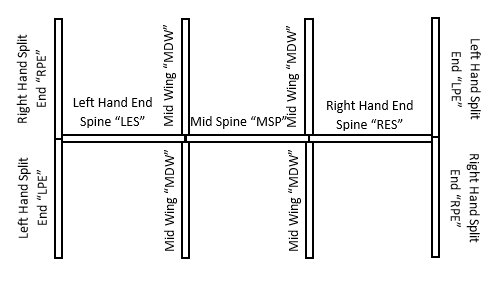 Right Hand Split
End “RPE”
Left Hand End
Spine “LES”
Mid Wing “MDW”
Mid Spine “MSP”
Mid Wing “MDW”
Right Hand End
Spine “RES”
Left Hand Split
End “LPE”
Left Hand Split
End “LPE”
Mid Wing “MDW”
Mid Wing “MDW”
Right Hand Split
End “RPE”